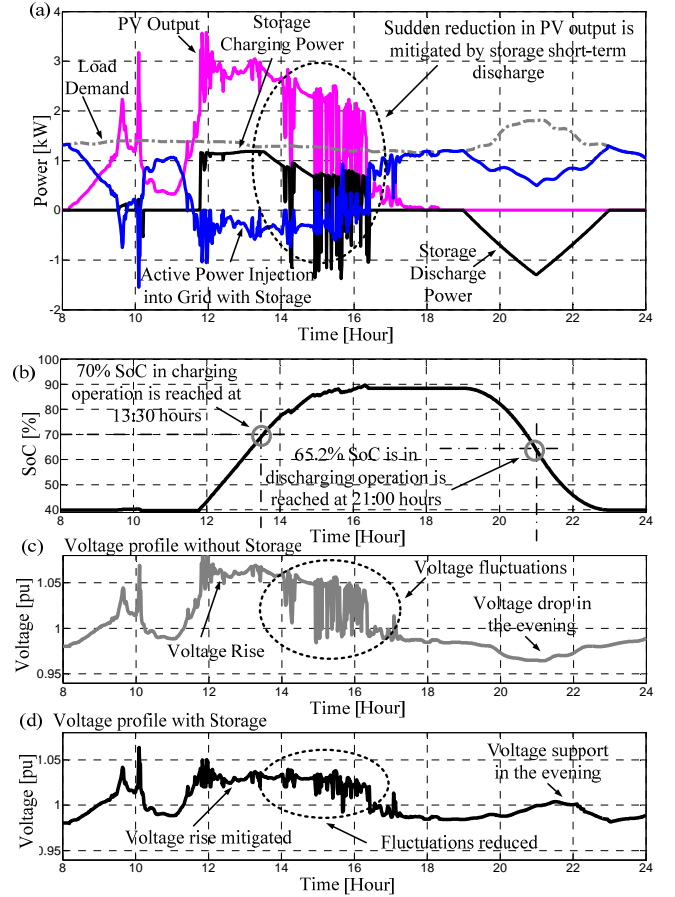 (a)
4
3
2
1
0
-1
-2
Power [kW]
PV Output
Storage
Charging Power
Sudden reduction in PV output is
mitigated by storage short-term
discharge
Load
Demand
Active Power Injection
into Grid with Storage
Storage
Discharge
Power
8 10 12 14 16 18 20 22 24
Time [Hour]
(b)
100
90
80
70
60
50
40
SoC [%]
70% SoC in charging
operation is reached at
13:30 hours
65.2% SoC is in
discharging operation is
reached at 21:00 hours
8 10 12 14 16 18 20 22 24
Time [Hour]
(c) Voltage profile without Storage
1.05
1
0.95
Voltage [pu]
Voltage fluctuations
Voltage drop in
the evening
Voltage Rise
8 10 12 14 16 18 20 22 24
Time [Hour]
(d) Voltage profile with Storage
1.05
1
0.95
Voltage [pu]
Voltage support
in the evening
Voltage rise mitigated
Fluctuations reduced
8 10 12 14 16 18 20 22 24
Time [Hour]